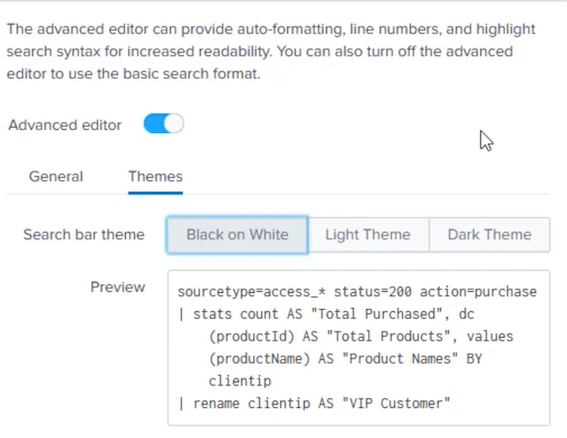 The advanced editor can provide auto-formatting, line numbers, and highlight
search syntax for increased readability. You can also turn off the advanced
editor to use the basic search format.
Advanced editor
General Themes
Search bar theme Black on White Light Theme Dark Theme
Preview
sourcetype=access_* status=200 action=purchase
| stats count AS "Total Purchased", dc
(productId) AS "Total Products", values
(productName) AS "Product Names" BY
clientip
| rename clientip AS "VIP Customer"